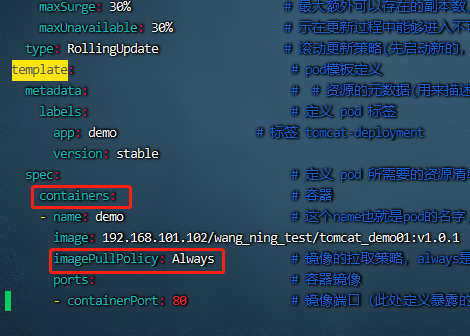 maxSurge: 30% # 最大额外可以存在的副本数
maxUnavailable: 30% # 示在更新过程中能够进入不
type: RollingUpdate # 滚动更新策略(先启动新的,
template: # pod模板定义
metadata: # # 资源的元数据(用来描述
labels: # 定义 pod 标签
app: demo # 标签 tomcat-deployment
version: stable
spec: # 定义 pod 所需要的资源清
containers: # 容器
- name: demo # 这个name也就是pod的名字,
image: 192.168.101.102/wang_ning_test/tomcat_demo01:v1.0.1
imagePullPolicy: Always # 镜像的拉取策略, always是
ports: # 容器镜像
- containerPort: 80 # 镜像端口 (此处定义暴露的